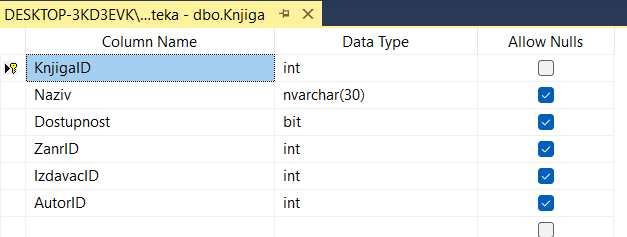 DESKTOP-3KD3EVK\...teka - dbo.Knjiga
Column Name Data Type Allow Nulls
KnjigaID int
Naziv nvarchar(30)
Dostupnost bit
ZanrID int
IzdavacID int
AutorID int